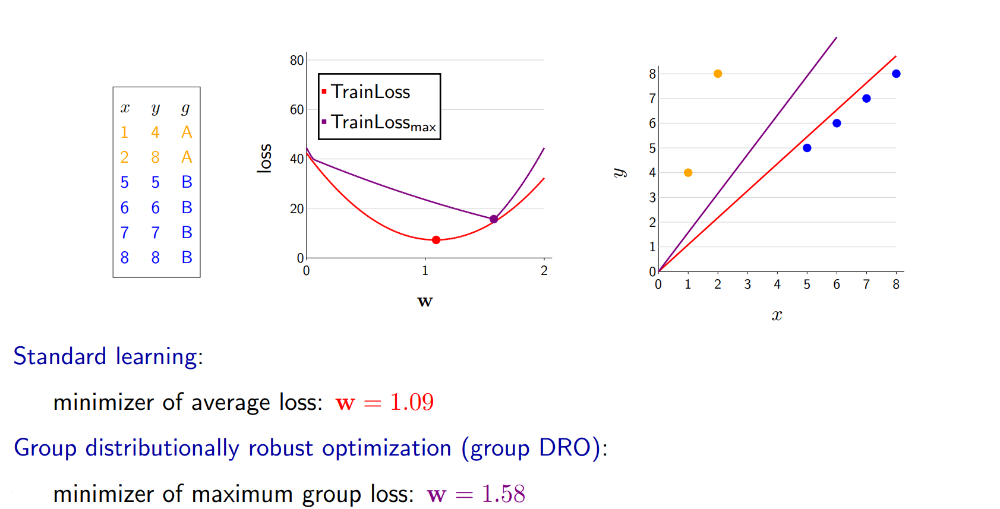 x y g
1 4 A
2 8 A
5 5 B
6 6 B
7 7 B
8 8 B
80
60
40
20
0
0 1 2
loss
w
TrainLoss
TrainLossmax
8
7
6
5
4
3
2
1
0
0 1 2 3 4 5 6 7 8
y
x
Standard learning:
minimizer of average loss: w = 1.09
Group distributionally robust optimization (group DRO):
minimizer of maximum group loss: w = 1.58